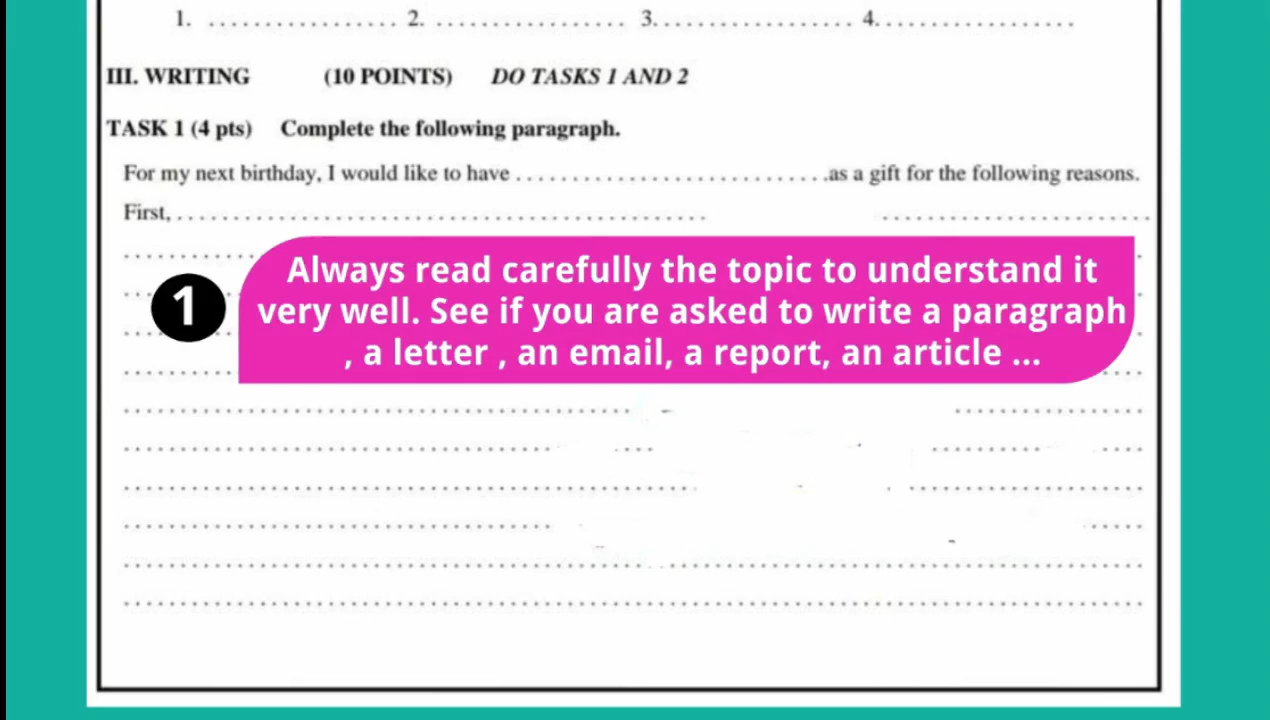 1. ................. 2. ................. 3. ................. 4. .................
III. WRITING (10 POINTS) DO TASKS 1 AND 2
TASK 1 (4 pts) Complete the following paragraph.
For my next birthday, I would like to have ............................as a gift for the following reasons.
First, ................................................
1
Always read carefully the topic to understand it
very well. See if you are asked to write a paragraph
, a letter , an email, a report, an article ...